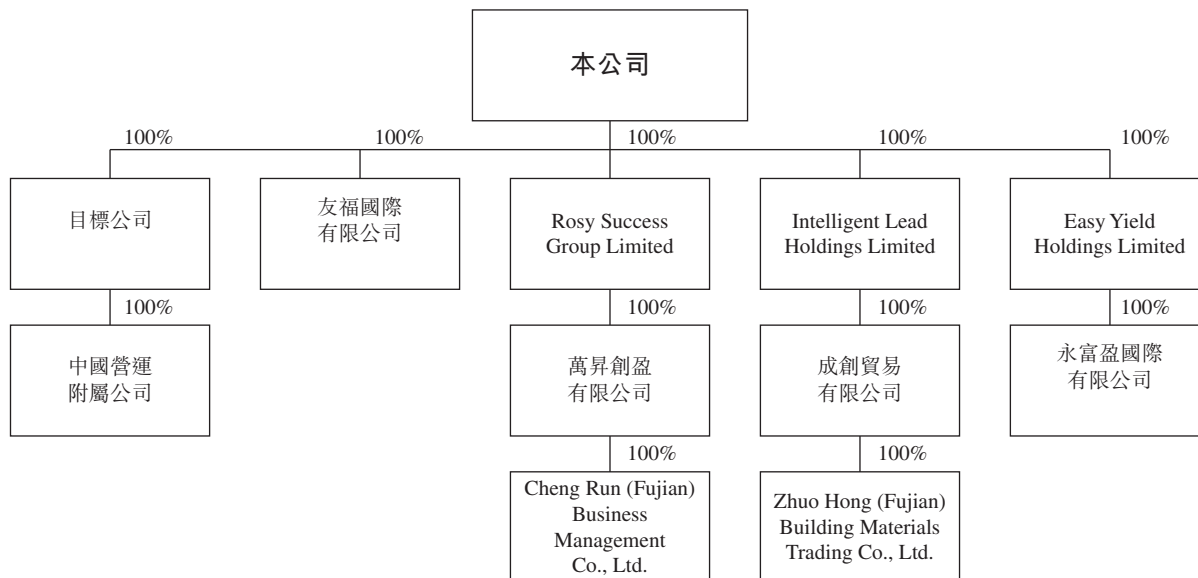 本公司
100%
100%
100%
100%
100%
目標公司
友福國際
有限公司
Rosy Success
Group Limited
Intelligent Lead
Holdings Limited
Easy Yield
Holdings Limited
100%
100%
100%
100%
中國營運
附屬公司
萬昇創盈
有限公司
成創貿易
有限公司
永富盈國際
有限公司
100%
100%
Cheng Run (Fujian)
Business
Management
Co., Ltd.
Zhuo Hong (Fujian)
Building Materials
Trading Co., Ltd.